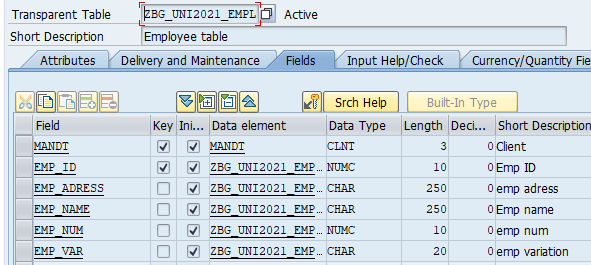 Transparent Table ZBG_UNI2021_EMPL Active
Short Description Employee table
Attributes Delivery and Maintenance Fields Input Help/Check Currency/Quantity Fie
Srch Help Built-In Type
Field Key Ini... Data element Data Type Length Deci... Short Description
MANDT MANDT CLNT 3 0 Client
EMP_ID ZBG_UNI2021_EMP... NUMC 10 0 Emp ID
EMP_ADRESS ZBG_UNI2021_EMP... CHAR 250 0 emp adress
EMP_NAME ZBG_UNI2021_EMP... CHAR 250 0 Emp name
EMP_NUM ZBG_UNI2021_EMP... NUMC 10 0 emp num
EMP_VAR ZBG_UNI2021_EMP... CHAR 20 0 emp variation